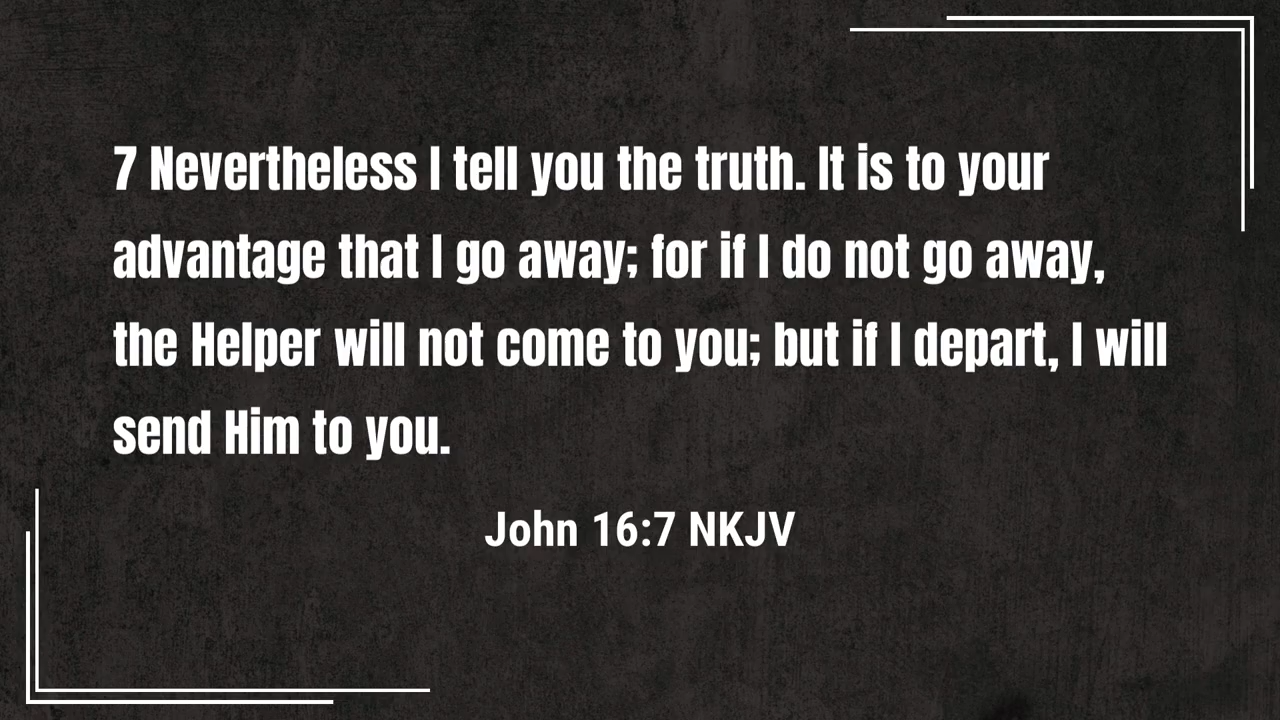 7 Nevertheless I tell you the truth. It is to your
advantage that I go away; for if I do not go away,
the Helper will not come to you; but if I depart, I will
send Him to you.
John 16:7 NKJV